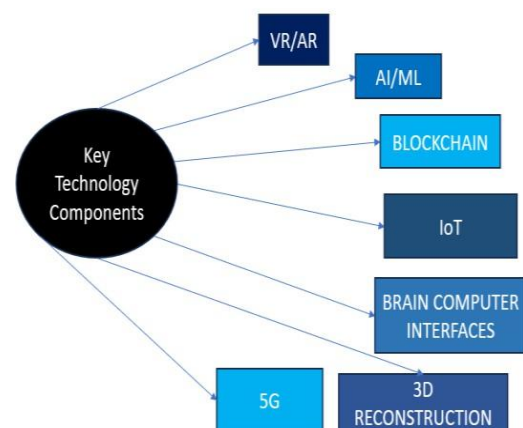 VR/AR
AI/ML
Key
Technology
Components
BLOCKCHAIN
IoT
BRAIN COMPUTER
INTERFACES
5G
3D
RECONSTRUCTION